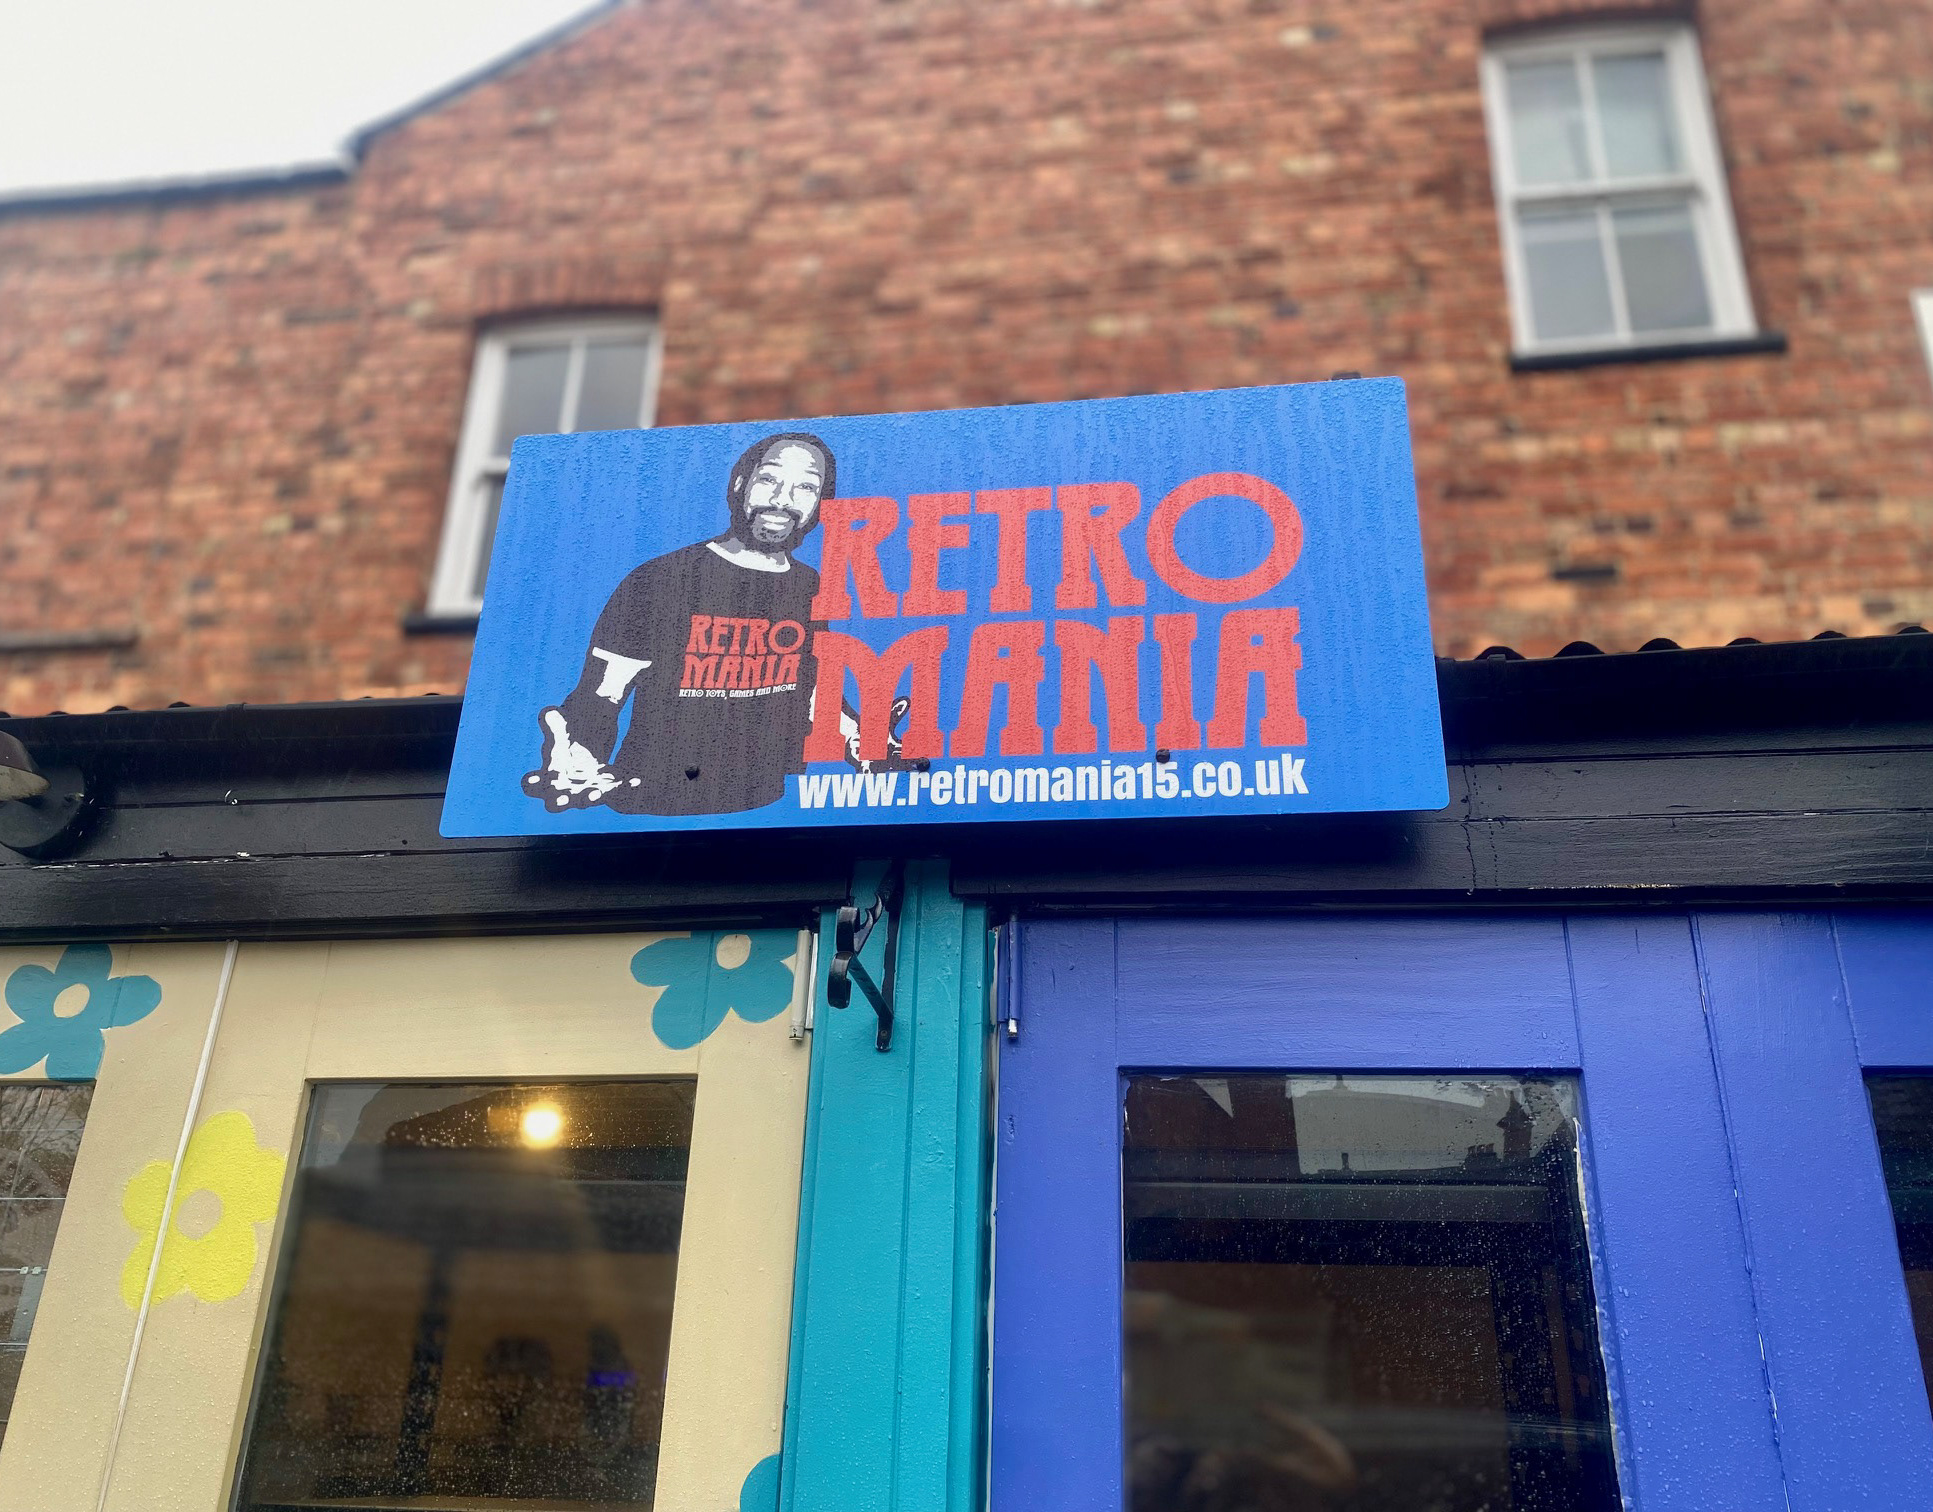 RETRO
MANIA
www.retromania15.co.uk
RETRO
MANIA
RETRO TOYS, GAMES AND MORE